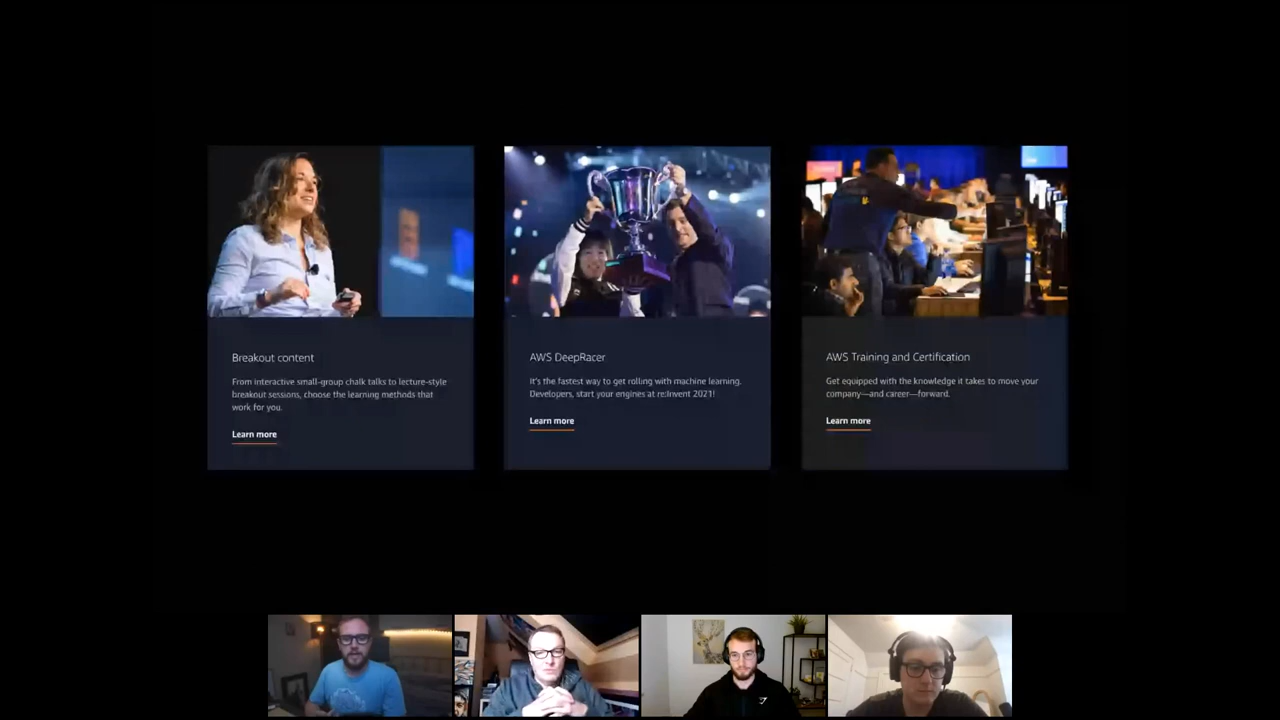 Breakout content
From interactive small-group chalk talks to lecture-style
breakout sessions, choose the learning methods that
work for you.
Learn more
AWS DeepRacer
It's the fastest way to get rolling with machine learning.
Developers, start your engines at re:Invent 2021!
Learn more
AWS Training and Certification
Get equipped with the knowledge it takes to move your
company—and career—forward.
Learn more